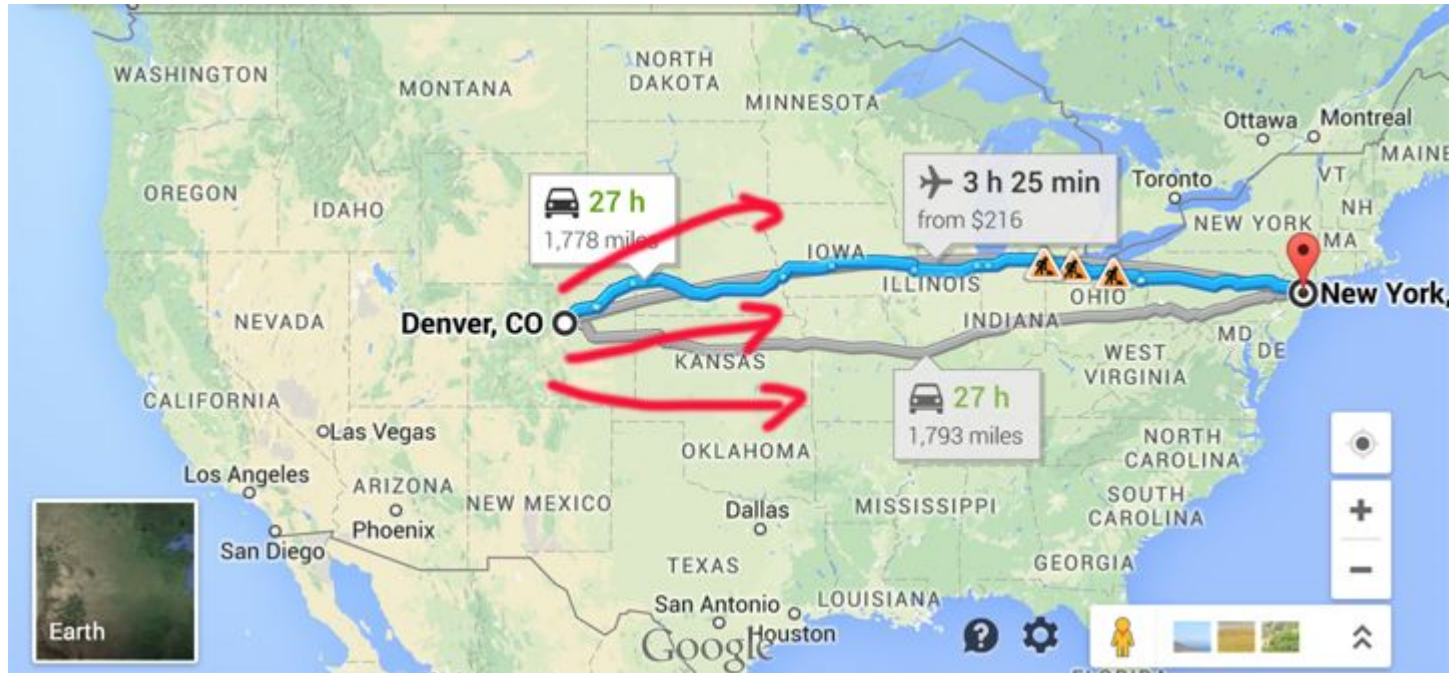 NORTH
DAKOTA
WASHINGTON
MONTANA
MINNESOTA
Ottawa
Montreal
MAINE
OREGON
IDAHO
27 h
1,778 miles
3 h 25 min
from $216
Toronto
VT
NH
NEW YORK
MA
IOWA
ILLINOIS
OHIO
New York,
Denver, CO
NEVADA
INDIANA
MD
DE
KANSAS
WEST
VIRGINIA
27 h
1,793 miles
CALIFORNIA
Las Vegas
OKLAHOMA
NORTH
CAROLINA
Los Angeles
ARIZONA
NEW MEXICO
Phoenix
San Diego
Dallas
MISSISSIPPI
SOUTH
CAROLINA
TEXAS
GEORGIA
San Antonio
LOUISIANA
Houston
Google
Earth